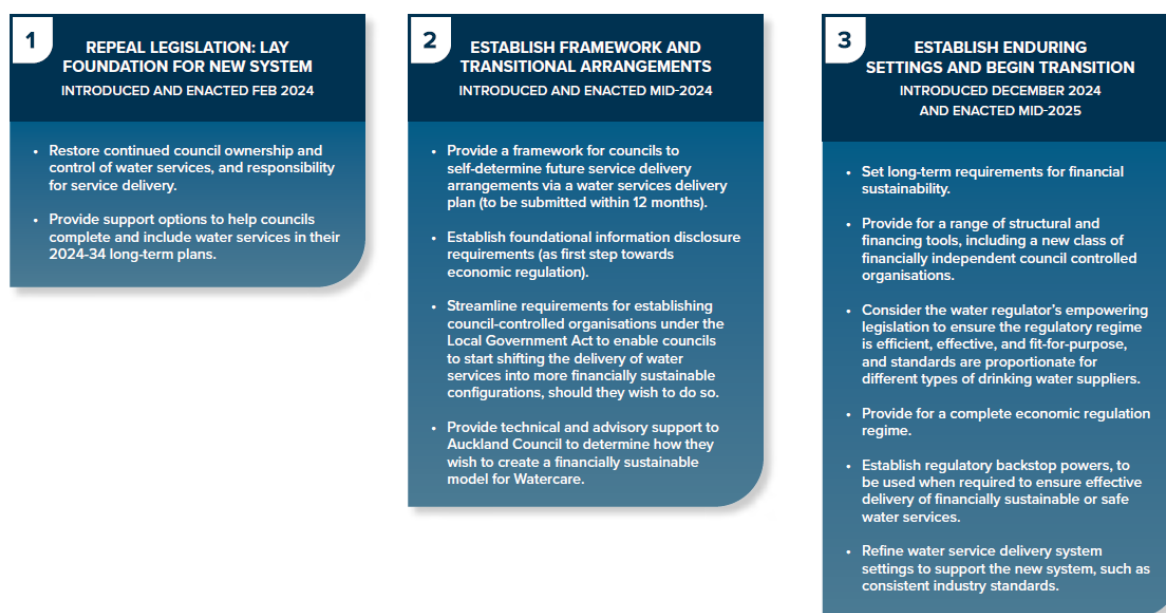 1
REPEAL LEGISLATION: LAY
FOUNDATION FOR NEW SYSTEM
INTRODUCED AND ENACTED FEB 2024
• Restore continued council ownership and
control of water services, and responsibility
for service delivery.
• Provide support options to help councils
complete and include water services in their
2024-34 long-term plans.
2
ESTABLISH FRAMEWORK AND
TRANSITIONAL ARRANGEMENTS
INTRODUCED AND ENACTED MID-2024
• Provide a framework for councils to
self-determine future service delivery
arrangements via a water services delivery
plan (to be submitted within 12 months).
• Establish foundational information disclosure
requirements (as first step towards
economic regulation).
• Streamline requirements for establishing
council-controlled organisations under the
Local Government Act to enable councils
to start shifting the delivery of water
services into more financially sustainable
configurations, should they wish to do so.
• Provide technical and advisory support to
Auckland Council to determine how they
wish to create a financially sustainable
model for Watercare.
3
ESTABLISH ENDURING
SETTINGS AND BEGIN TRANSITION
INTRODUCED DECEMBER 2024
AND ENACTED MID-2025
• Set long-term requirements for financial
sustainability.
• Provide for a range of structural and
financing tools, including a new class of
financially independent council controlled
organisations.
• Consider the water regulator's empowering
legislation to ensure the regulatory regime
is efficient, effective, and fit-for-purpose,
and standards are proportionate for
different types of drinking water suppliers.
• Provide for a complete economic regulation
regime.
• Establish regulatory backstop powers, to
be used when required to ensure effective
delivery of financially sustainable or safe
water services.
• Refine water service delivery system
settings to support the new system, such as
consistent industry standards.